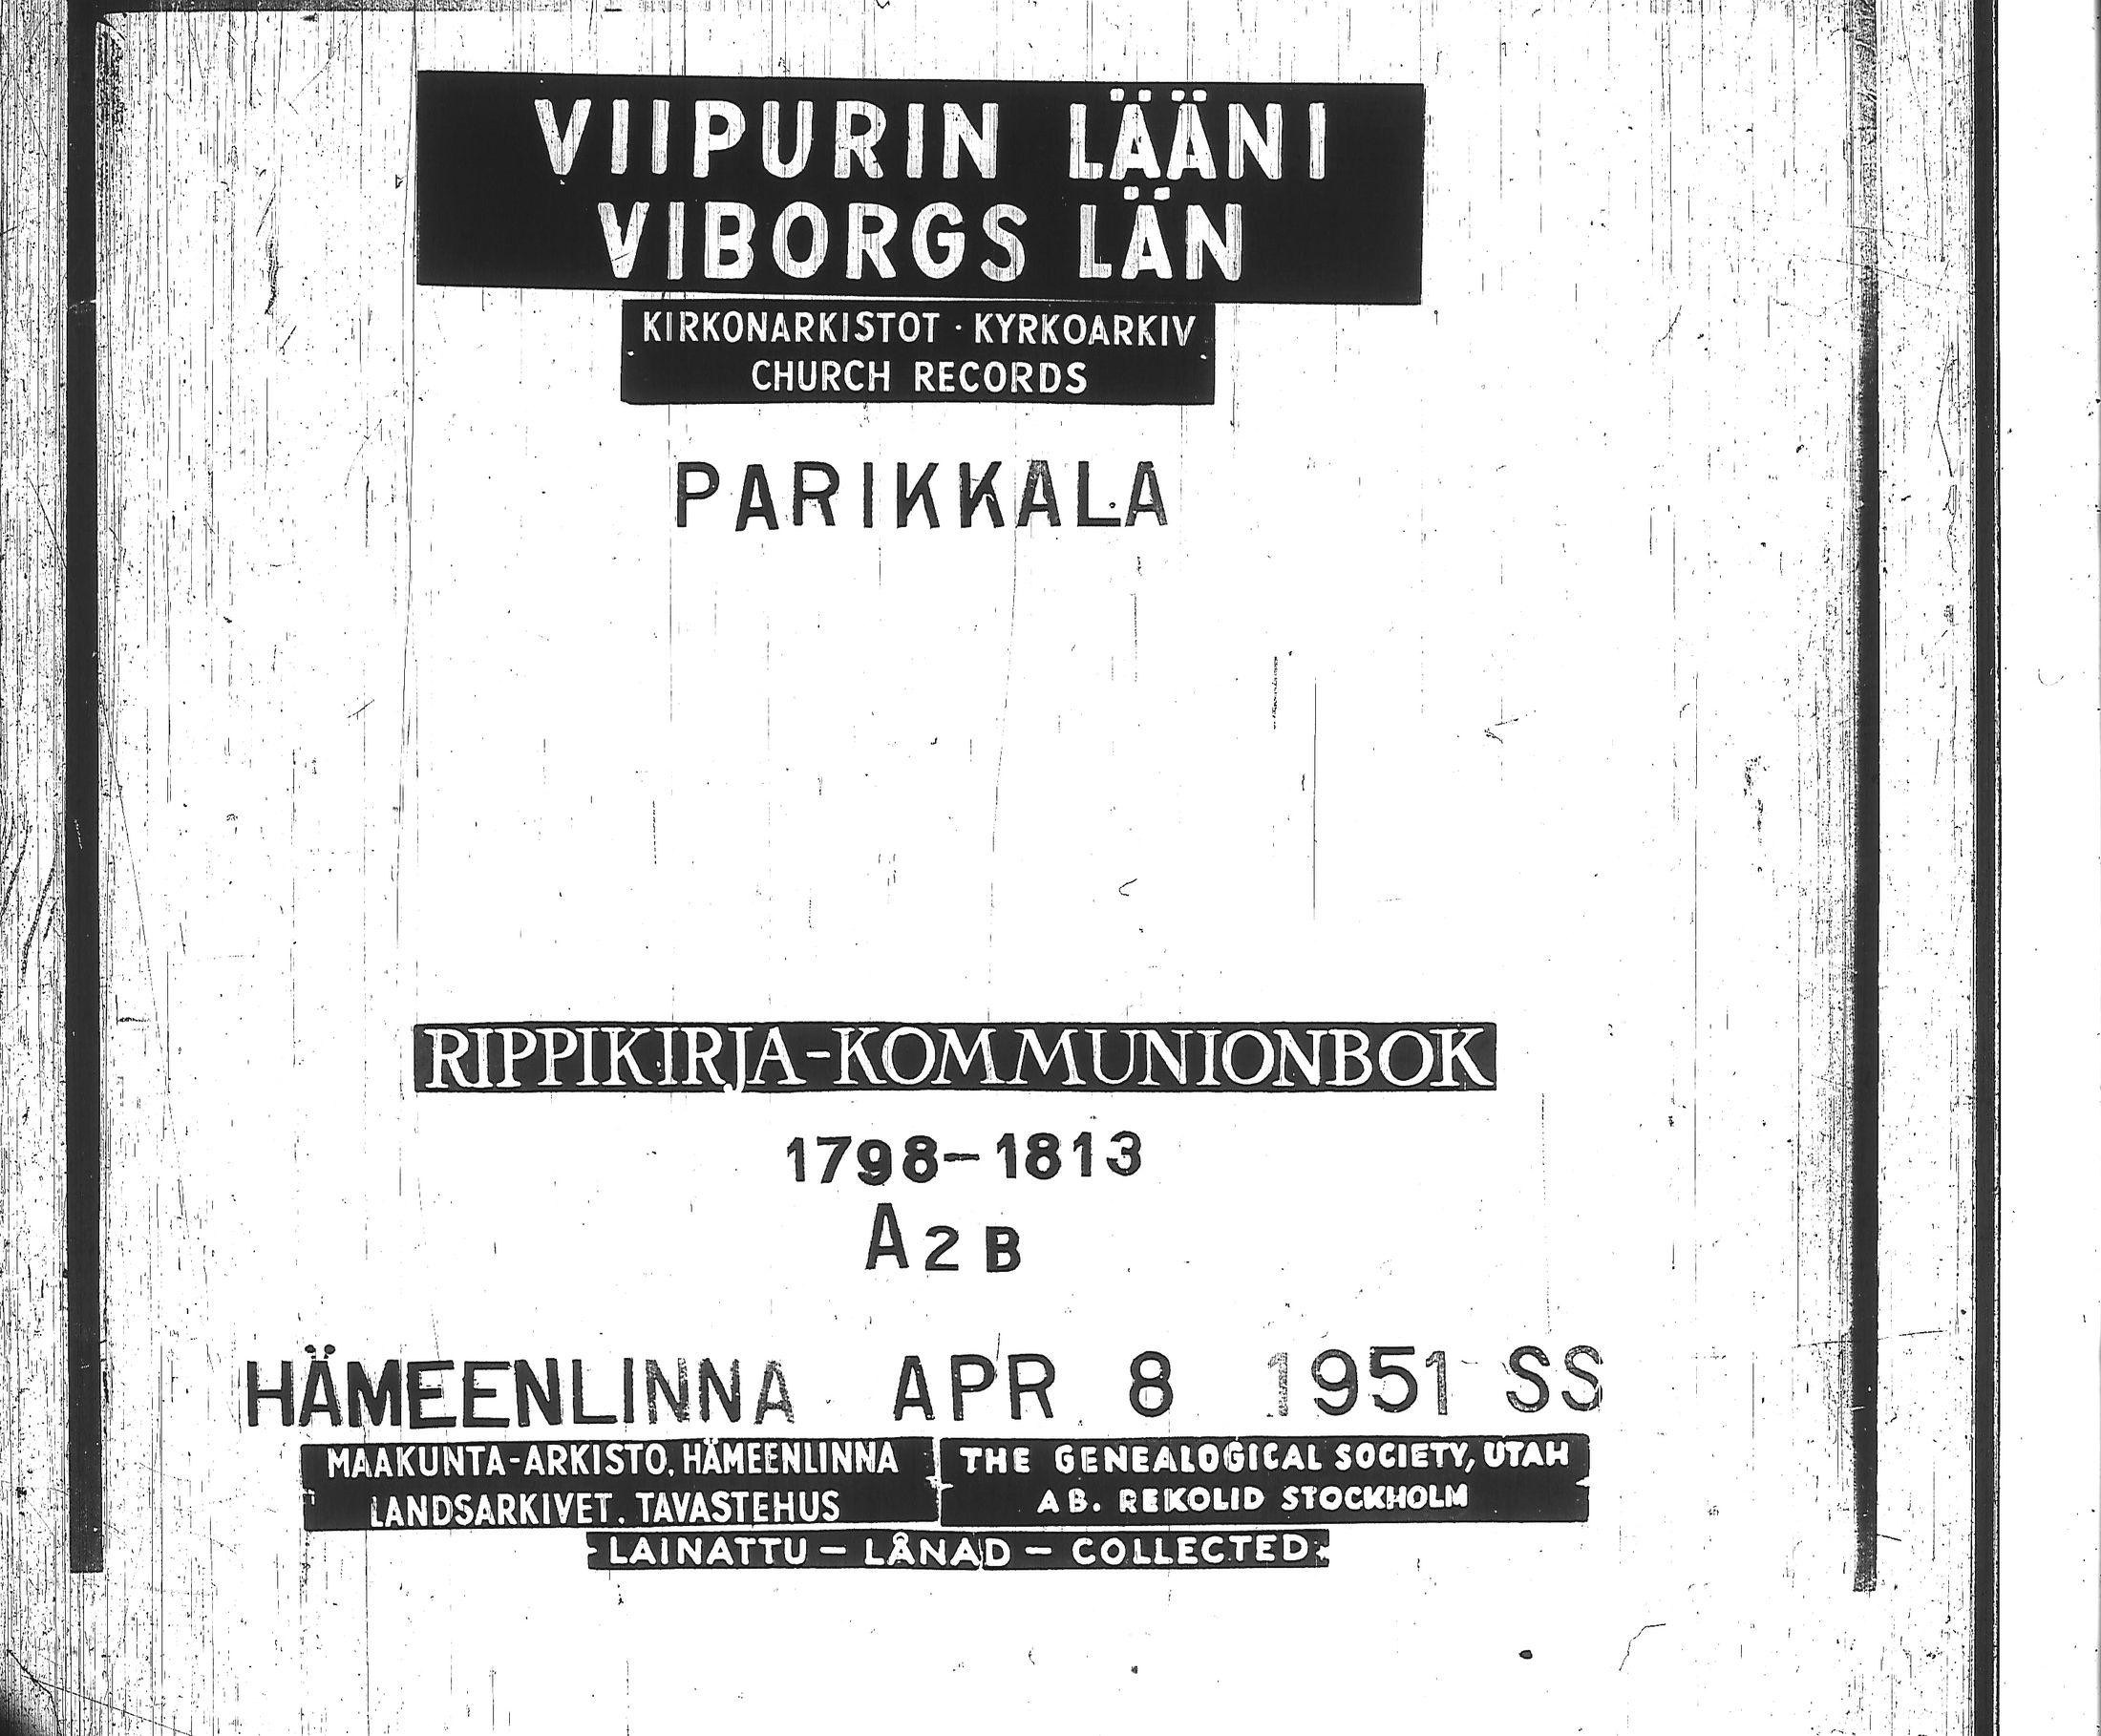 VIIPURIN LÄÄNI
VIBORGS LÄN
KIRKONARKISTOT · KYRKOARKIV
CHURCH RECORDS
PARIKKALA
RIPPIKIRJA-KOMMUNIONBOK
1798-1813
A 2 B
HÄMEENLINNA APR 8 1951 SS
MAAKUNTA-ARKISTO, HÄMEENLINNA
LANDSARKIVET. TAVASTEHUS
THE GENEALOGICAL SOCIETY, UTAH
AB. REKOLID STOCKHOLM
LAINATTU - LÅNAD - COLLECTED